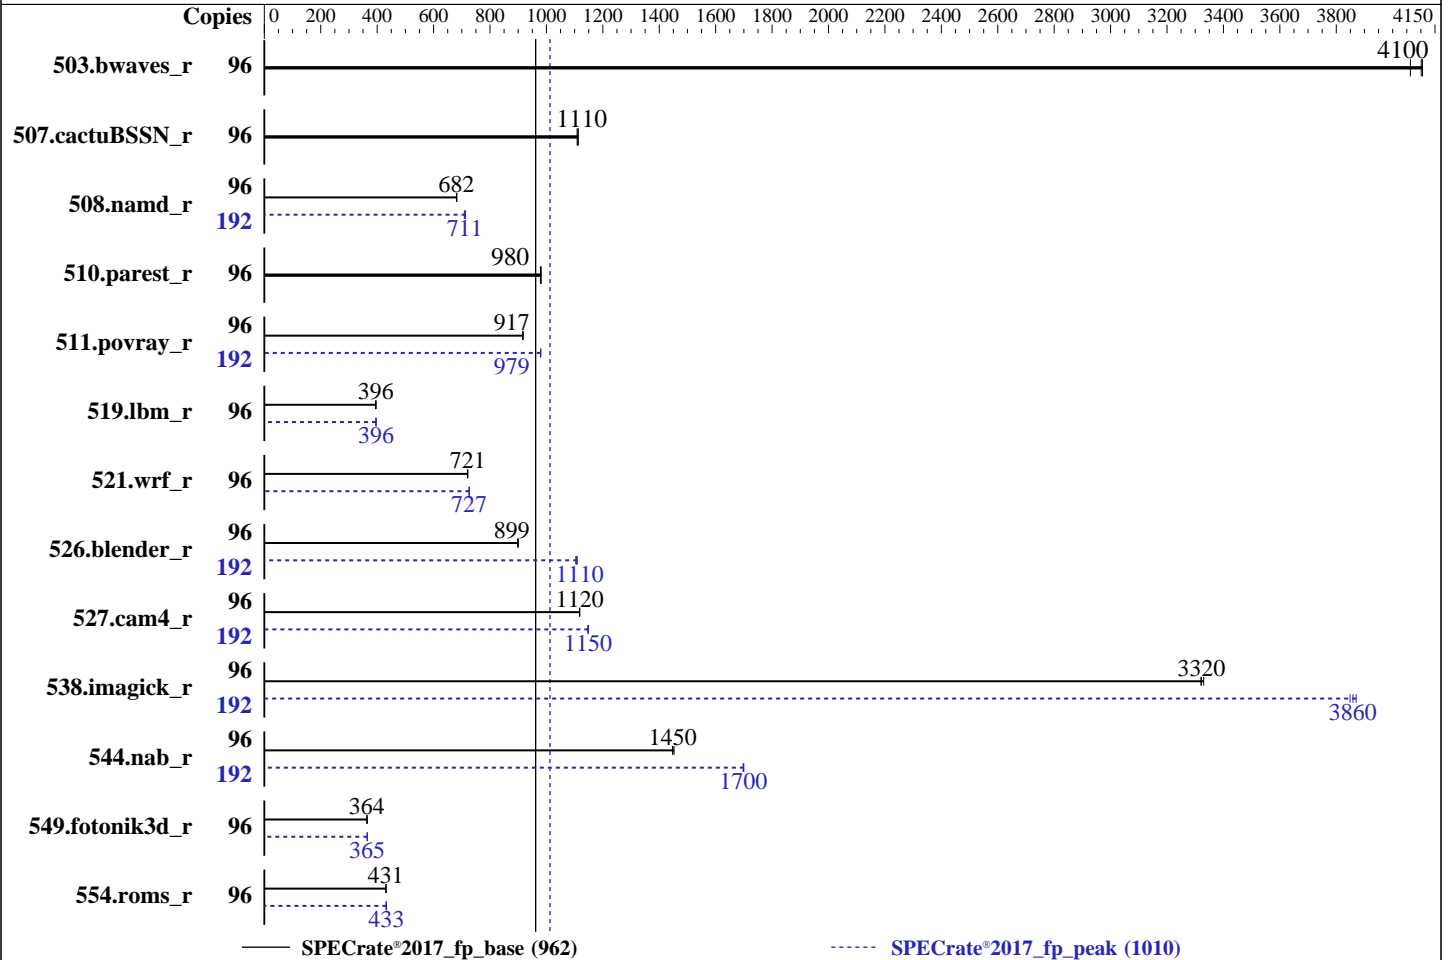 Copies 0 200 400 600 800 1000 1200 1400 1600 1800 2000 2200 2400 2600 2800 3000 3200 3400 3600 3800 4150
503.bwaves_r 96 4100
507.cactuBSSN_r 96 1110
508.namd_r 96 682
192 711
510.parest_r 96 980
511.povray_r 96 917
192 979
519.lbm_r 96 396
396
521.wrf_r 96 721
727
526.blender_r 96 899
192 1110
527.cam4_r 96 1120
192 1150
538.imagick_r 96 3320
192 3860
544.nab_r 96 1450
192 1700
549.fotonik3d_r 96 364
365
554.roms_r 96 431
433
SPECrate®2017_fp_base (962) SPECrate®2017_fp_peak (1010)